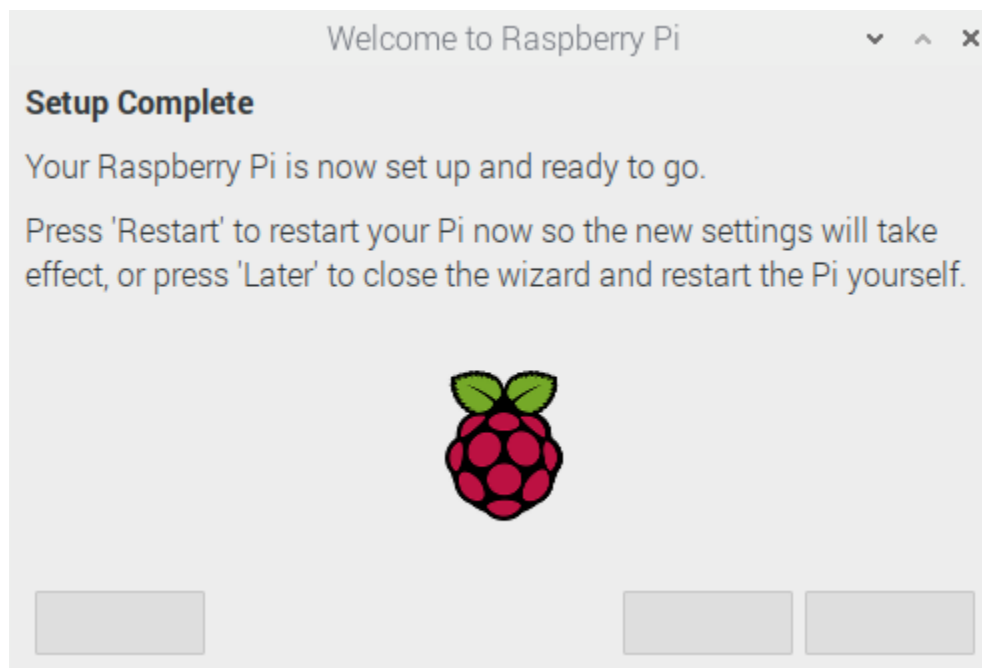 Welcome to Raspberry Pi
Setup Complete
Your Raspberry Pi is now set up and ready to go.
Press 'Restart' to restart your Pi now so the new settings will take
effect, or press 'Later' to close the wizard and restart the Pi yourself.